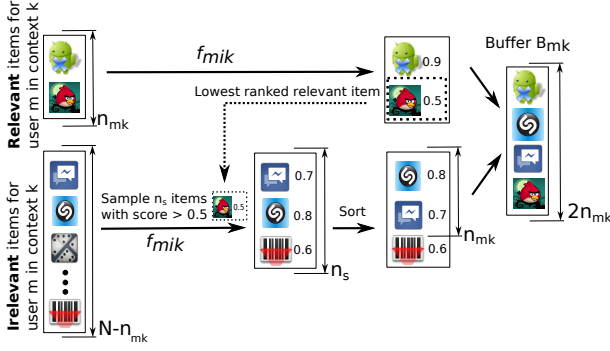 Relevant items for
user m in context k
n_mk
f_mik
0.9
0.5
Lowest ranked relevant item
Buffer B_mk
2n_mk
Irelevant items for
user m in context k
N-n_mk
Sample n_s items
with score > 0.5
0.5
f_mik
0.7
0.8
0.6
n_s
Sort
0.8
0.7
0.6
n_mk